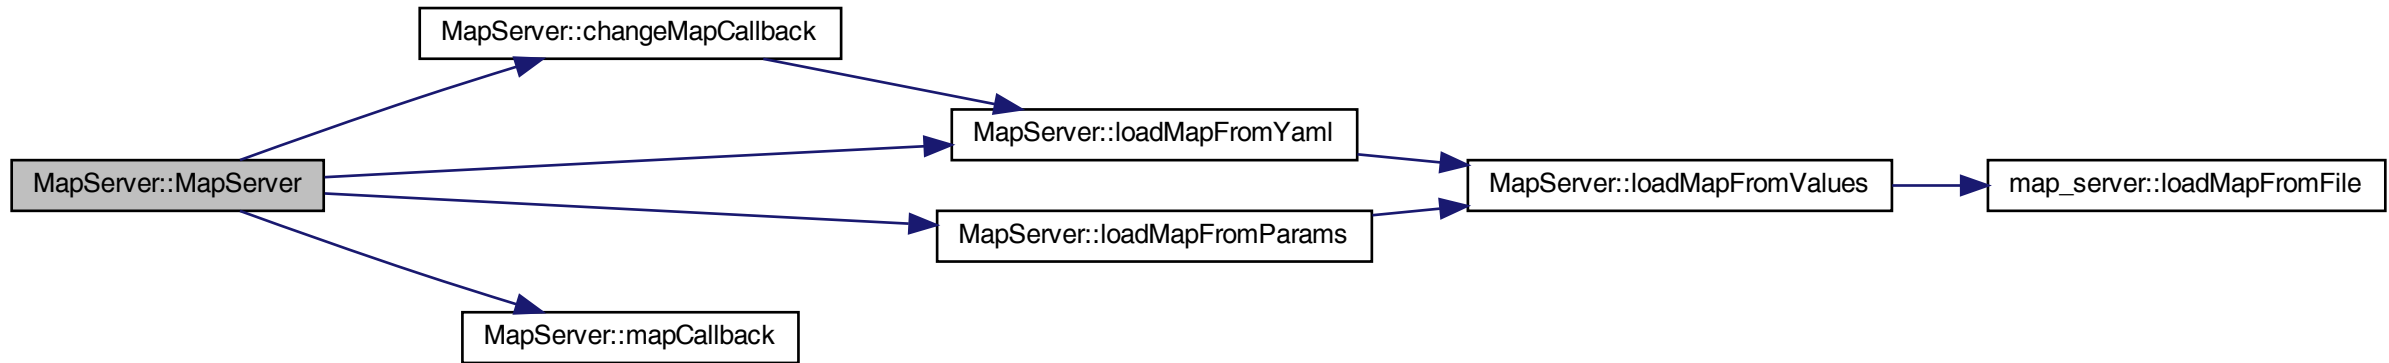 MapServer::changeMapCallback
MapServer::loadMapFromYaml
MapServer::MapServer
MapServer::loadMapFromValues
map_server::loadMapFromFile
MapServer::loadMapFromParams
MapServer::mapCallback